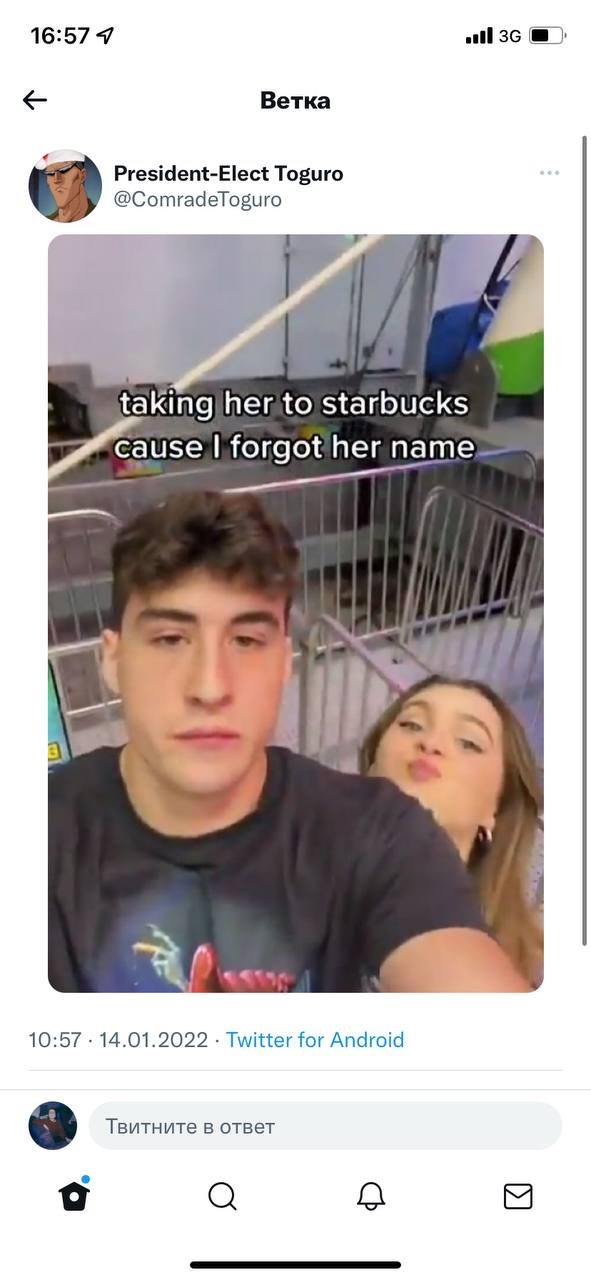 16:57
3G
Ветка
President-Elect Toguro
@ComradeToguro
taking her to starbucks
cause I forgot her name
10:57 · 14.01.2022 · Twitter for Android
Твитните в ответ